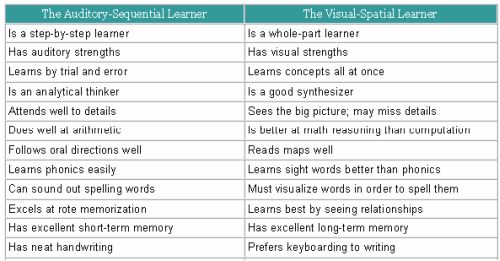 The Auditory-Sequential Learner The Visual-Spatial Learner
Is a step-by-step learner Is a whole-part learner
Has auditory strengths Has visual strengths
Learns by trial and error Learns concepts all at once
Is an analytical thinker Is a good synthesizer
Attends well to details Sees the big picture; may miss details
Does well at arithmetic Is better at math reasoning than computation
Follows oral directions well Reads maps well
Learns phonics easily Learns sight words better than phonics
Can sound out spelling words Must visualize words in order to spell them
Excels at rote memorization Learns best by seeing relationships
Has excellent short-term memory Has excellent long-term memory
Has neat handwriting Prefers keyboarding to writing